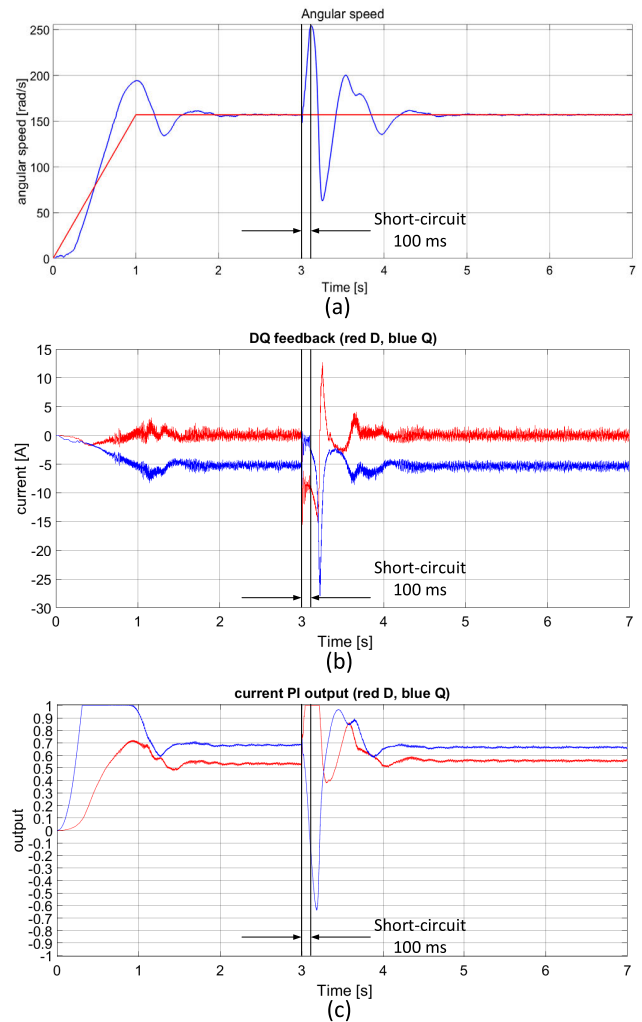 Angular speed
250
200
150
100
50
0
angular speed [rad/s]
Short-circuit
100 ms
0 1 2 3 4 5 6 7
Time [s]
(a)
DQ feedback (red D, blue Q)
15
10
5
0
-5
-10
-15
-20
-25
-30
current [A]
Short-circuit
100 ms
0 1 2 3 4 5 6 7
Time [s]
(b)
current PI output (red D, blue Q)
1
0.9
0.8
0.7
0.6
0.5
0.4
0.3
0.2
0.1
0
-0.1
-0.2
-0.3
-0.4
-0.5
-0.6
-0.7
-0.8
-0.9
-1
output
Short-circuit
100 ms
0 1 2 3 4 5 6 7
Time [s]
(c)